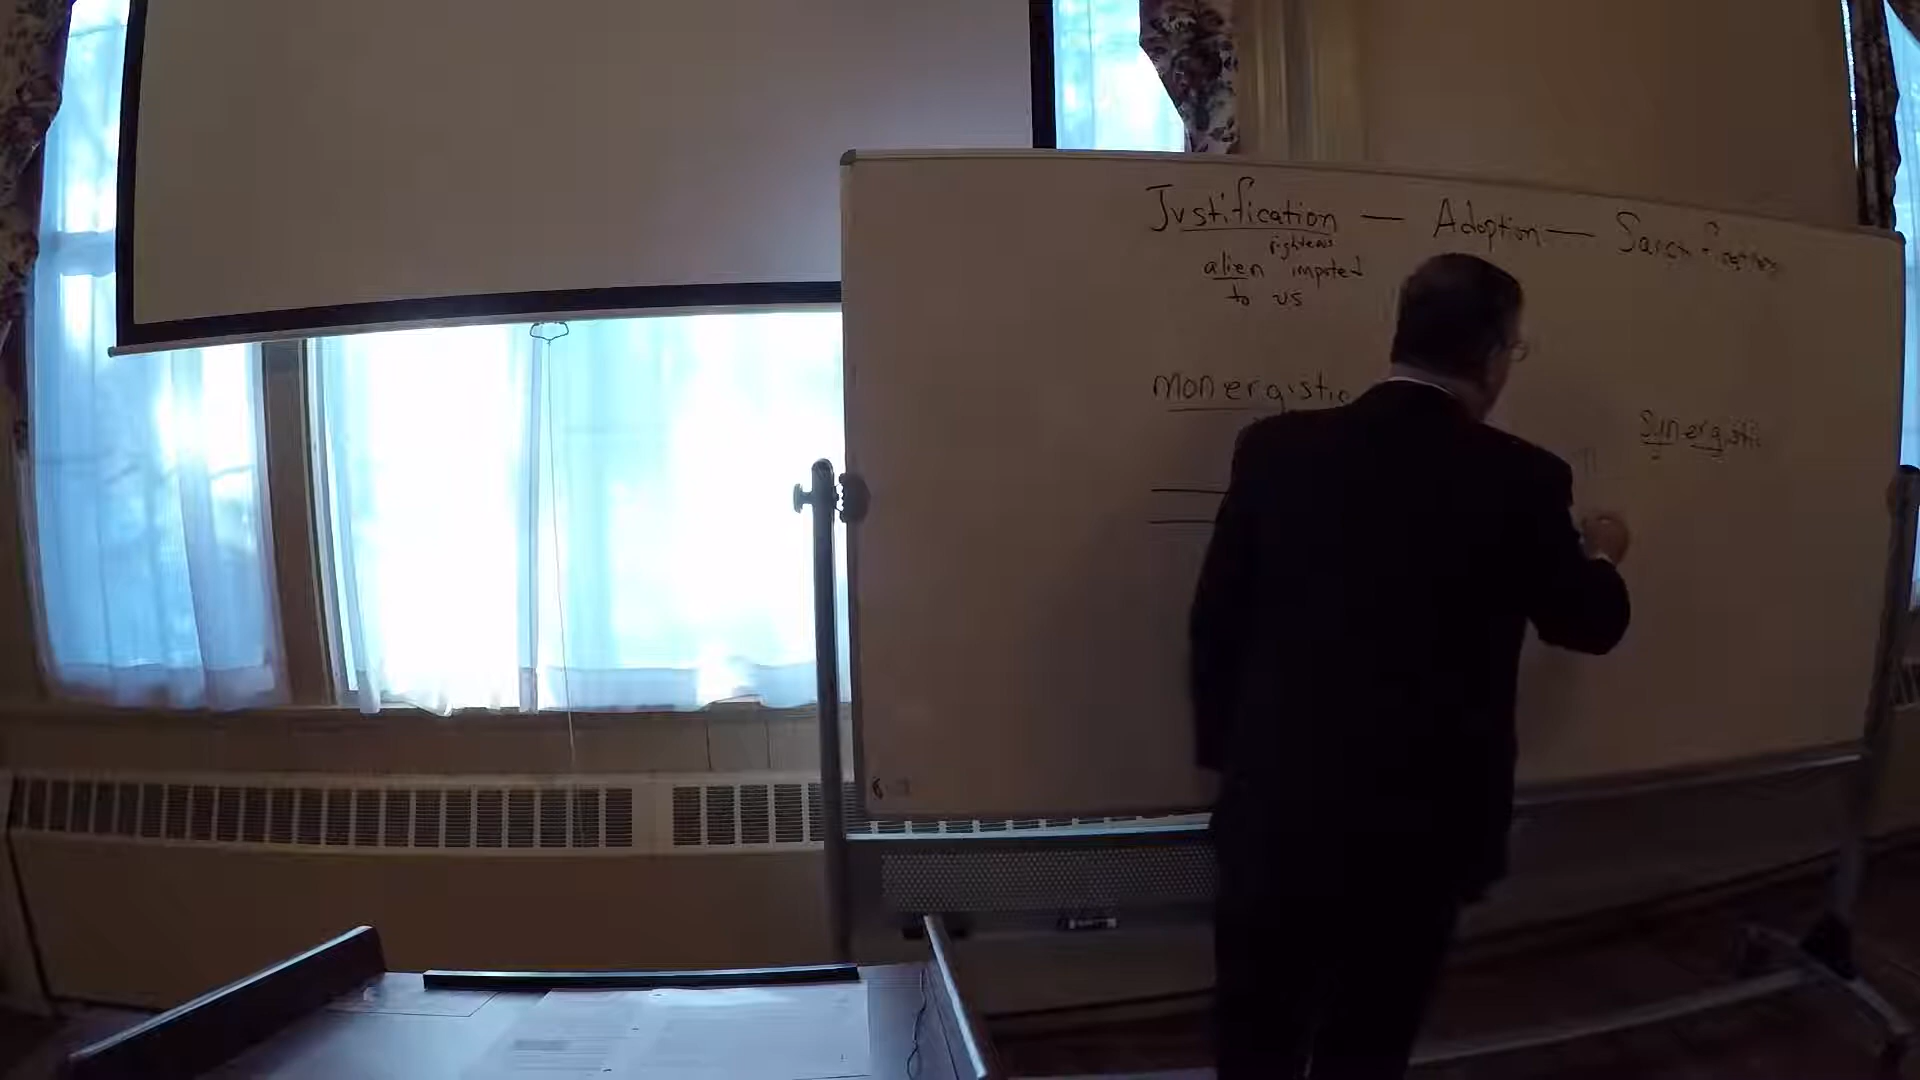 Justification — Adoption — Sanctification
righteous
alien imputed
to us
monergistic
Synergistic